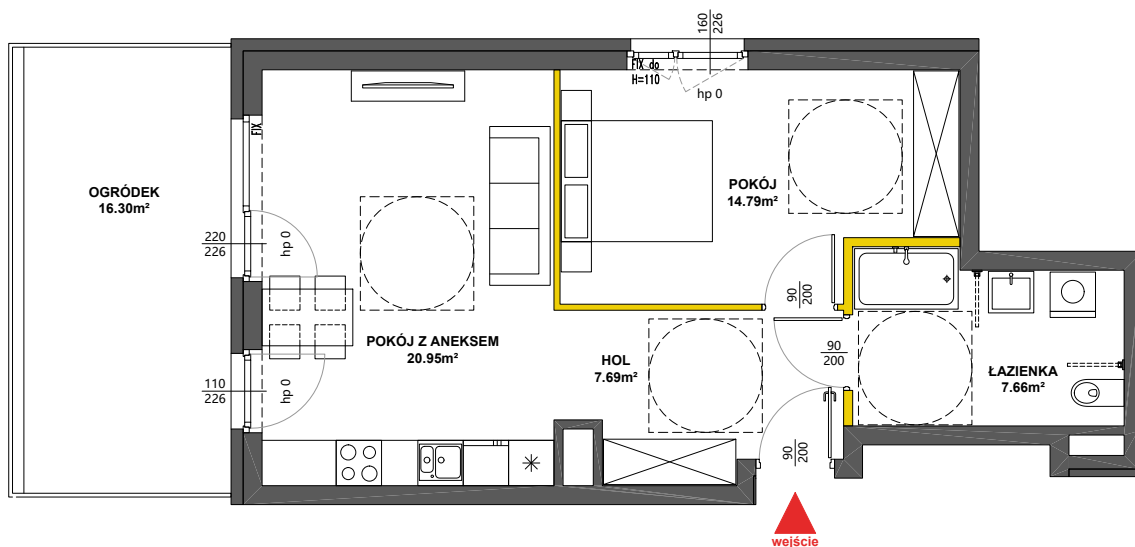 160
226
FIX do
H=110
hp 0
FIX
OGRÓDEK
16.30m²
POKÓJ
14.79m²
220
226
hp 0
90
200
POKÓJ Z ANEKSEM
20.95m²
HOL
7.69m²
90
200
ŁAZIENKA
7.66m²
110
226
hp 0
90
200
wejście